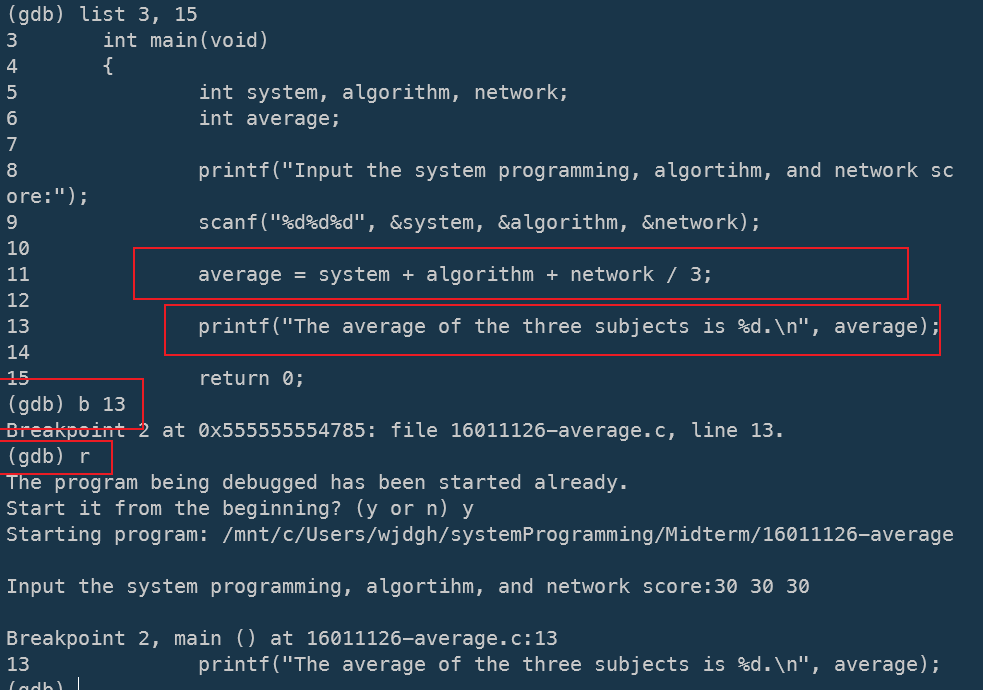 (gdb) list 3, 15
3 int main(void)
4 {
5 int system, algorithm, network;
6 int average;
7
8 printf("Input the system programming, algortihm, and network sc
ore:");
9 scanf("%d%d%d", &system, &algorithm, &network);
10
11 average = system + algorithm + network / 3;
12
13 printf("The average of the three subjects is %d.\n", average);
14
15 return 0;
(gdb) b 13
Breakpoint 2 at 0x555555554785: file 16011126-average.c, line 13.
(gdb) r
The program being debugged has been started already.
Start it from the beginning? (y or n) y
Starting program: /mnt/c/Users/wjdgh/systemProgramming/Midterm/16011126-average
Input the system programming, algortihm, and network score:30 30 30
Breakpoint 2, main () at 16011126-average.c:13
13 printf("The average of the three subjects is %d.\n", average);
(gdb)